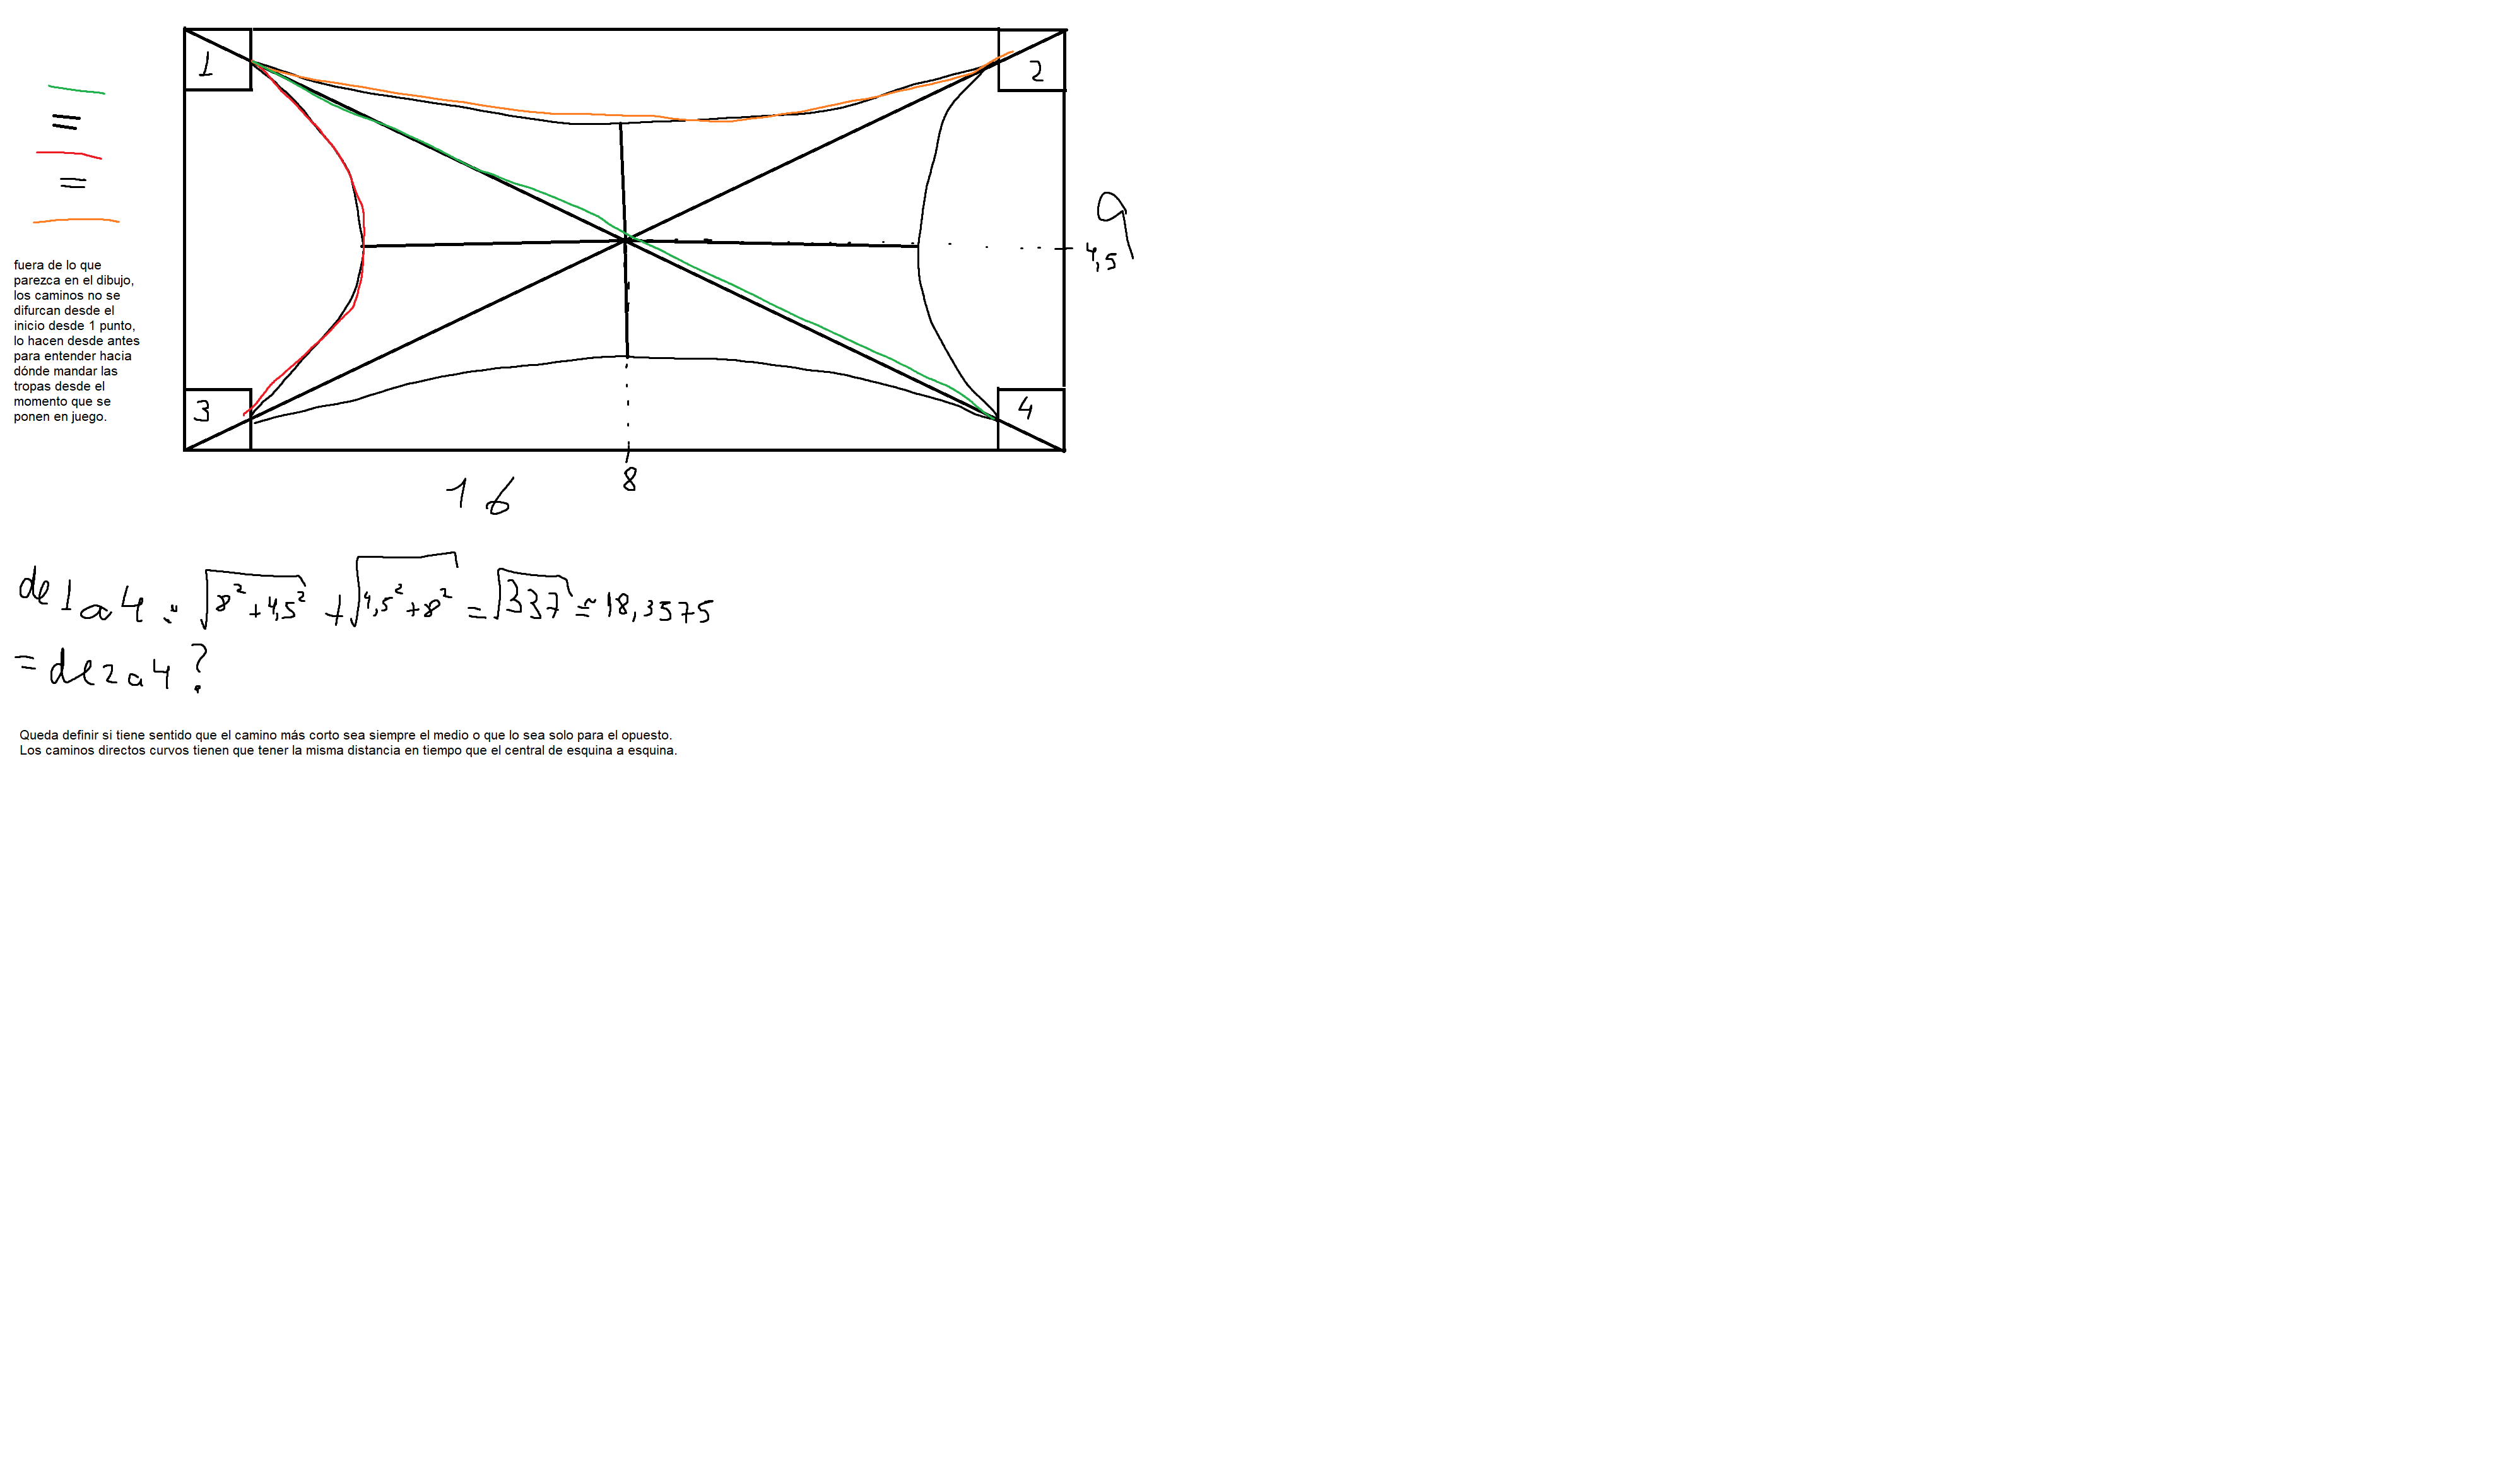 1
2
=
=
fuera de lo que
parezca en el dibujo,
los caminos no se
difurcan desde el
inicio desde 1 punto,
lo hacen desde antes
para entender hacia
dónde mandar las
tropas desde el
momento que se
ponen en juego.
9
4,5
3
4
8
16
de 1 a 4 : √8²+4,5² + √4,5²+8² = √337 ≃ 18,3575
= de 2 a 4 ?
Queda definir si tiene sentido que el camino más corto sea siempre el medio o que lo sea solo para el opuesto.
Los caminos directos curvos tienen que tener la misma distancia en tiempo que el central de esquina a esquina.